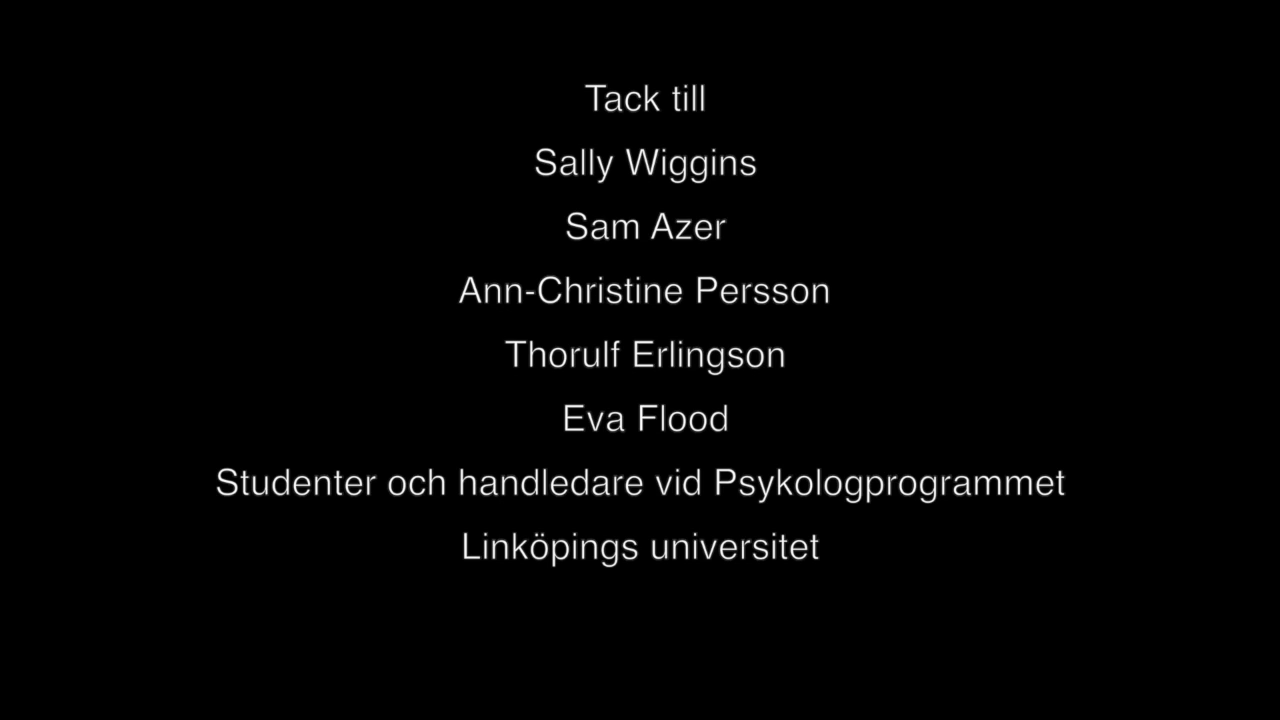 Tack till
Sally Wiggins
Sam Azer
Ann-Christine Persson
Thorulf Erlingson
Eva Flood
Studenter och handledare vid Psykologprogrammet
Linköpings universitet